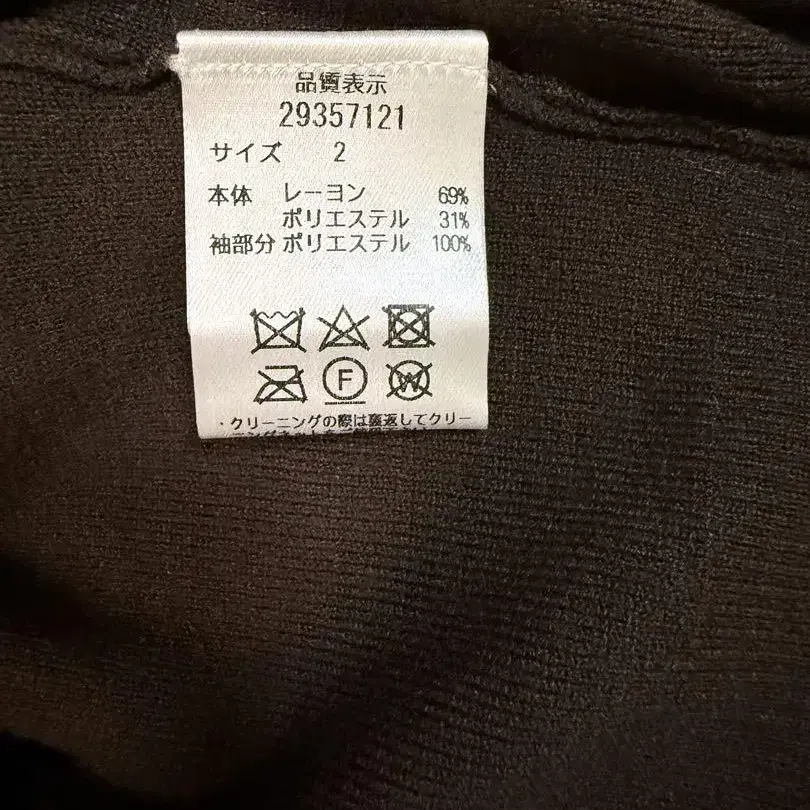 品質表示
29357121
サイズ 2
本体 レーヨン 69%
ポリエステル 31%
袖部分 ポリエステル 100%
F
W
・クリーニングの際は裏返してクリー